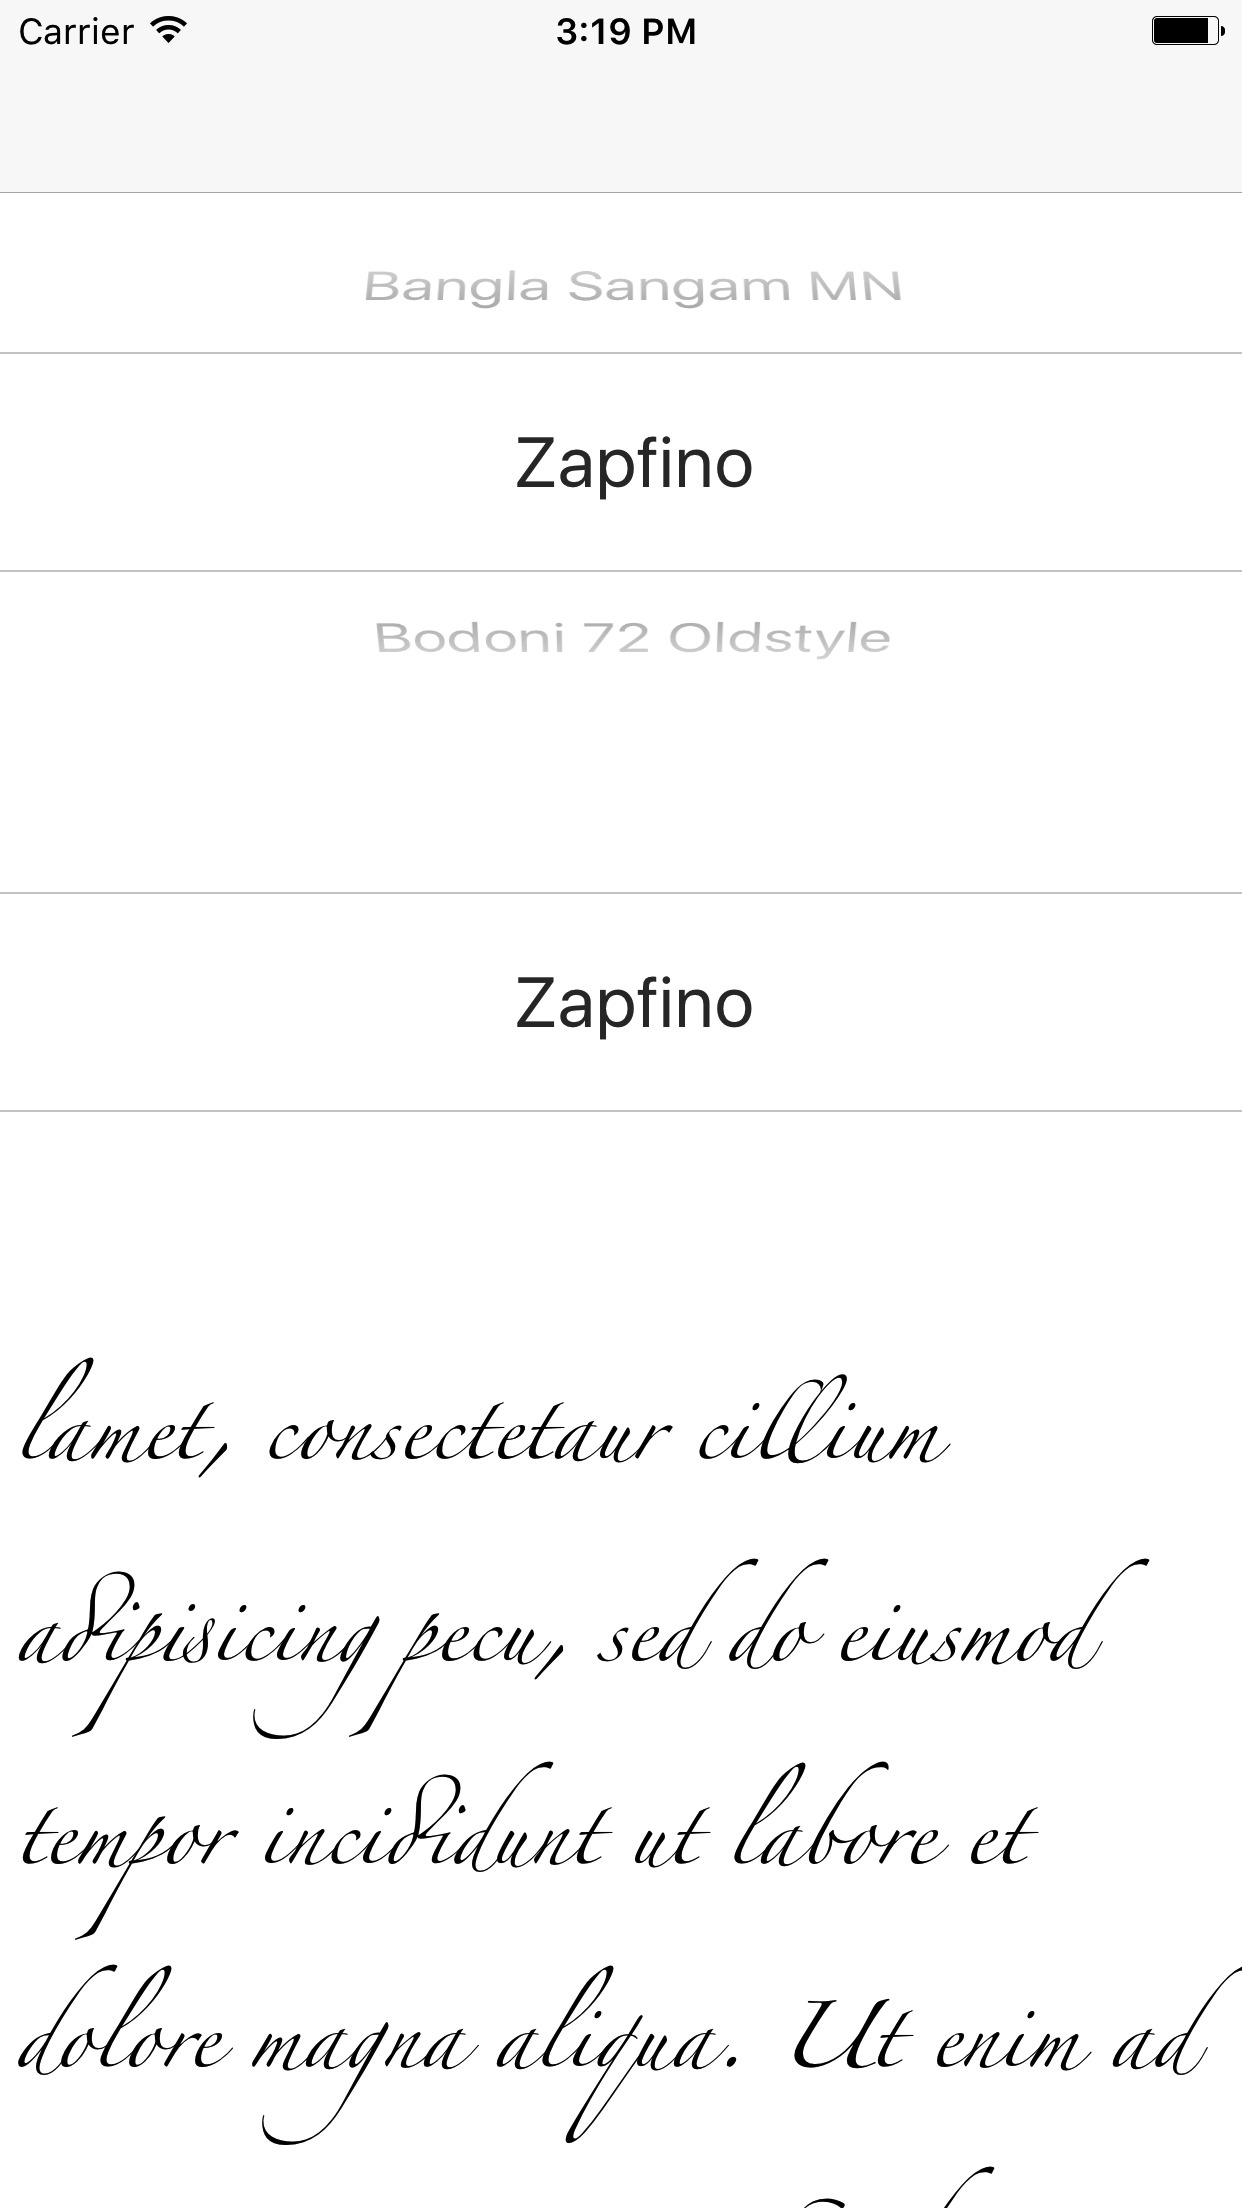 Carrier 3:19 PM
Bangla Sangam MN
Zapfino
Bodoni 72 Oldstyle
Zapfino
lamet, consectetaur cillium
adipisicing pecu, sed do eiusmod
tempor incididunt ut labore et
dolore magna aliqua. Ut enim ad